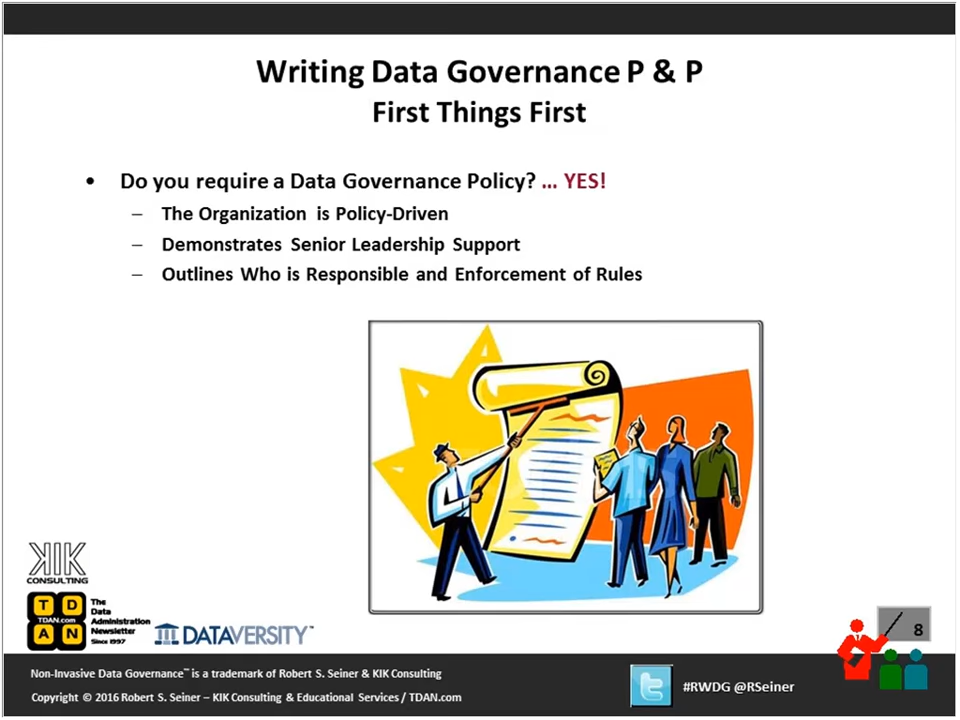 Writing Data Governance P & P
First Things First
• Do you require a Data Governance Policy? ... YES!
– The Organization is Policy-Driven
– Demonstrates Senior Leadership Support
– Outlines Who is Responsible and Enforcement of Rules
KIK
CONSULTING
T D
TDAN.com
A N
The
Data
Administration
Newsletter
Since 1997
DATAVERSITY™
8
Non-Invasive Data Governance™ is a trademark of Robert S. Seiner & KIK Consulting
Copyright © 2016 Robert S. Seiner – KIK Consulting & Educational Services / TDAN.com
#RWDG @RSeiner